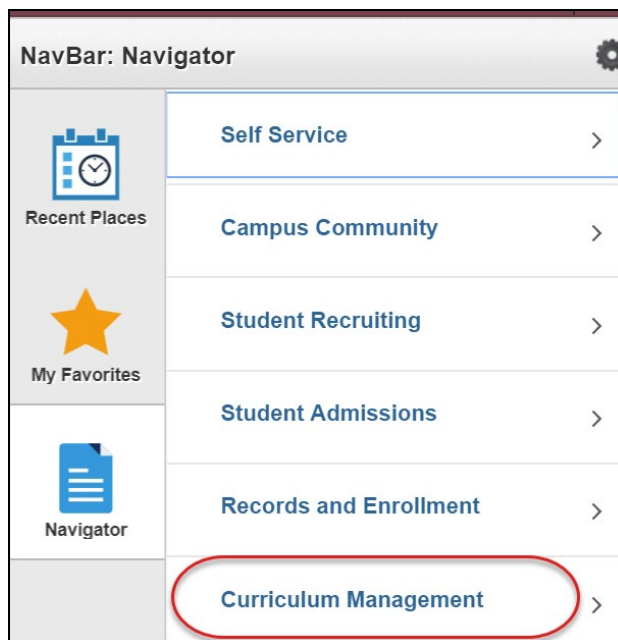 NavBar: Navigator
Recent Places
My Favorites
Navigator
Self Service
Campus Community
Student Recruiting
Student Admissions
Records and Enrollment
Curriculum Management